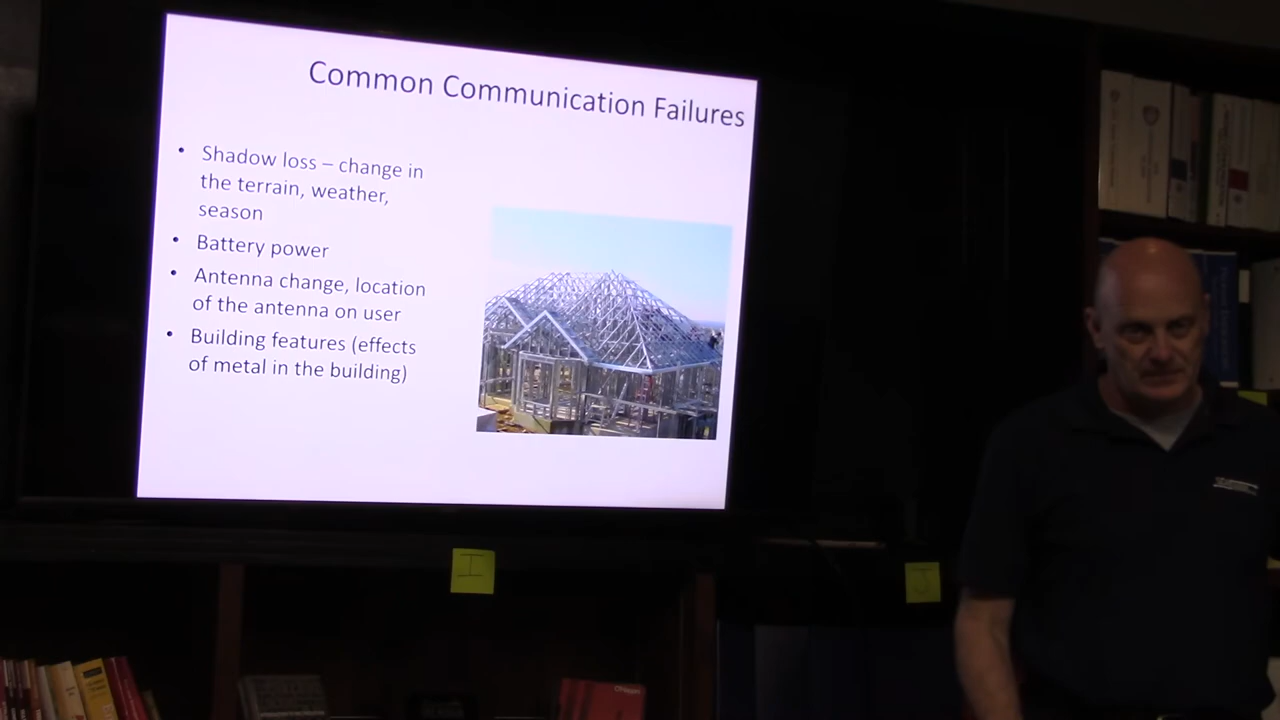 Common Communication Failures
• Shadow loss – change in
the terrain, weather,
season
• Battery power
• Antenna change, location
of the antenna on user
• Building features (effects
of metal in the building)
I
J